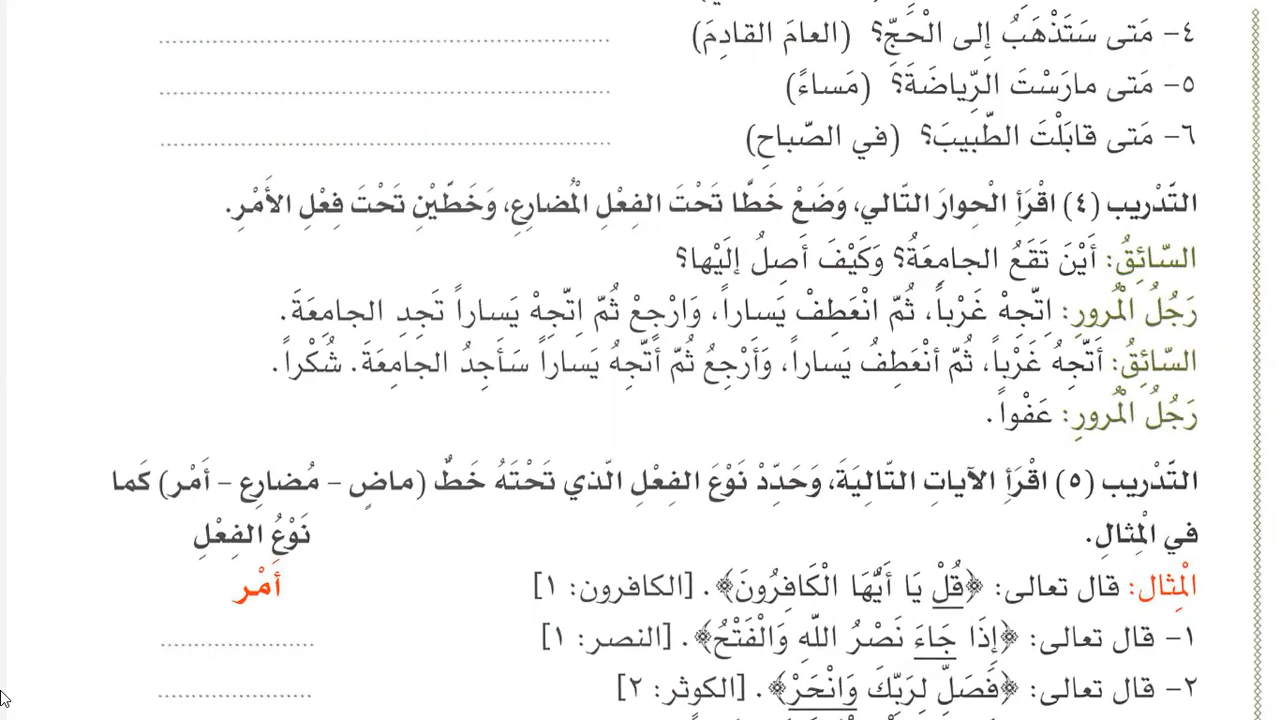 ٤- مَتى سَتَذْهَبُ إِلى الْحَجِّ؟ (العامَ القادِمَ) ........................
٥- مَتى مارَسْتَ الرِّياضَةَ؟ (مَساءً) ........................
٦- مَتى قابَلْتَ الطَّبيبَ؟ (في الصَّباحِ) ........................
التَّدْريب (٤) اقْرَأِ الْحِوارَ التّالي، وَضَعْ خَطًّا تَحْتَ الفِعْلِ الْمُضارِعِ، وَخَطَّيْنِ تَحْتَ فِعْلِ الأَمْرِ.
السّائِقُ: أَيْنَ تَقَعُ الجامِعَةُ؟ وَكَيْفَ أَصِلُ إلَيْها؟
رَجُلُ الْمُرورِ: اِتَّجِهْ غَرْباً، ثُمّ انْعَطِفْ يَساراً، وَارْجِعْ ثُمّ اتَّجِهْ يَساراً تَجِدِ الجامِعَةَ.
السّائِقُ: أَتَّجِهُ غَرْباً، ثُمّ أنْعَطِفُ يَساراً، وَأَرْجِعُ ثُمّ أتَّجِهُ يَساراً سَأَجِدُ الجامِعَةَ. شُكْراً.
رَجُلُ الْمُرورِ: عَفْواً.
التَّدْريب (٥) اقْرَأِ الآياتِ التّالِيَةَ، وَحَدِّدْ نَوْعَ الفِعْلِ الّذي تَحْتَهُ خَطٌّ (ماضٍ - مُضارِع - أَمْر) كَما
في الْمِثالِ.
نَوْعُ الفِعْلِ
الْمِثال: قال تعالى: ﴿قُلْ يَا أَيُّهَا الْكَافِرُونَ﴾. [الكافرون: ١] أَمْر
١- قال تعالى: ﴿إِذَا جَاءَ نَصْرُ اللّهِ وَالْفَتْحُ﴾. [النصر: ١] ........................
٢- قال تعالى: ﴿فَصَلِّ لِرَبِّكَ وَانْحَرْ﴾. [الكوثر: ٢] ........................